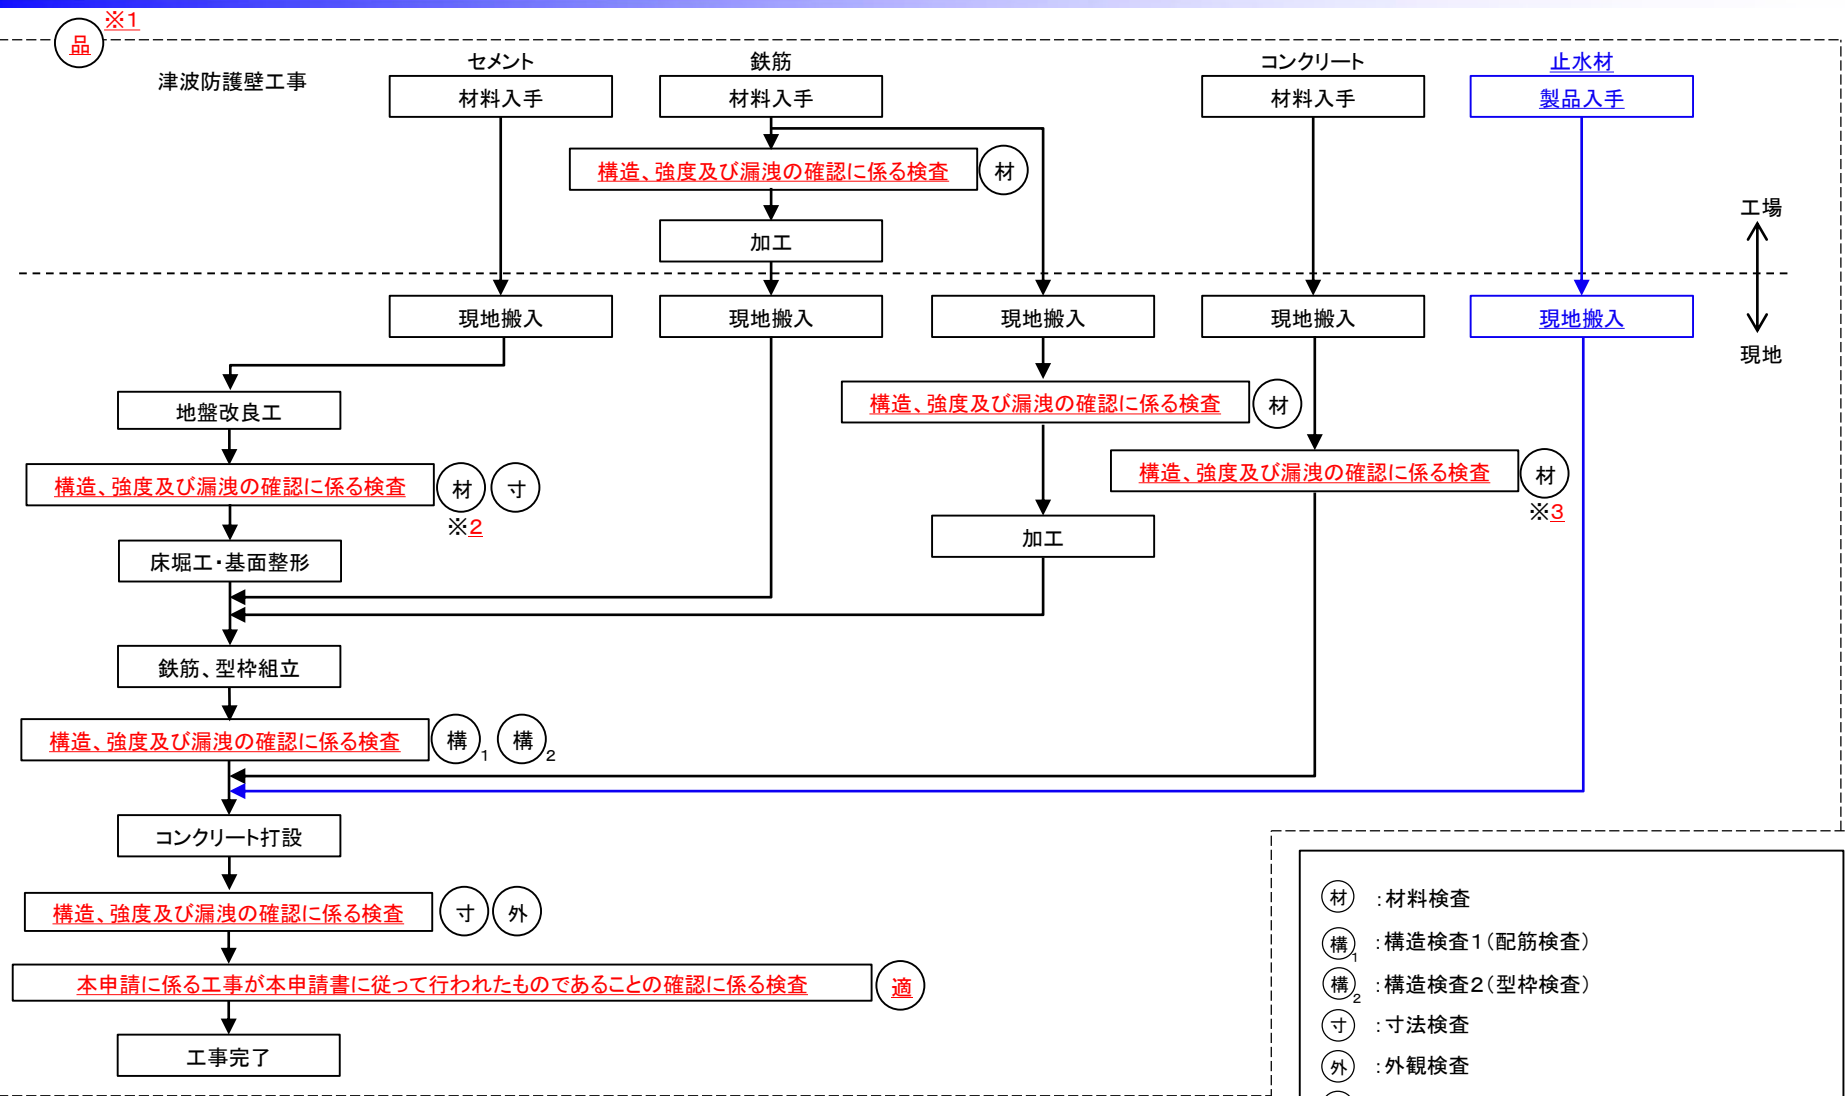 ※1
品
津波防護壁工事
セメント
鉄筋
コンクリート
止水材
材料入手
材料入手
材料入手
製品入手
構造、強度及び漏洩の確認に係る検査
材
工場
加工
現地搬入
現地搬入
現地搬入
現地搬入
現地搬入
現地
地盤改良工
構造、強度及び漏洩の確認に係る検査
材
構造、強度及び漏洩の確認に係る検査
材
寸
※2
構造、強度及び漏洩の確認に係る検査
材
※3
加工
床堀工・基面整形
鉄筋、型枠組立
構造、強度及び漏洩の確認に係る検査
構1
構2
コンクリート打設
構造、強度及び漏洩の確認に係る検査
寸
外
本申請に係る工事が本申請書に従って行われたものであることの確認に係る検査
適
工事完了
材 :材料検査
構1 :構造検査1(配筋検査)
構2 :構造検査2(型枠検査)
寸 :寸法検査
外 :外観検査